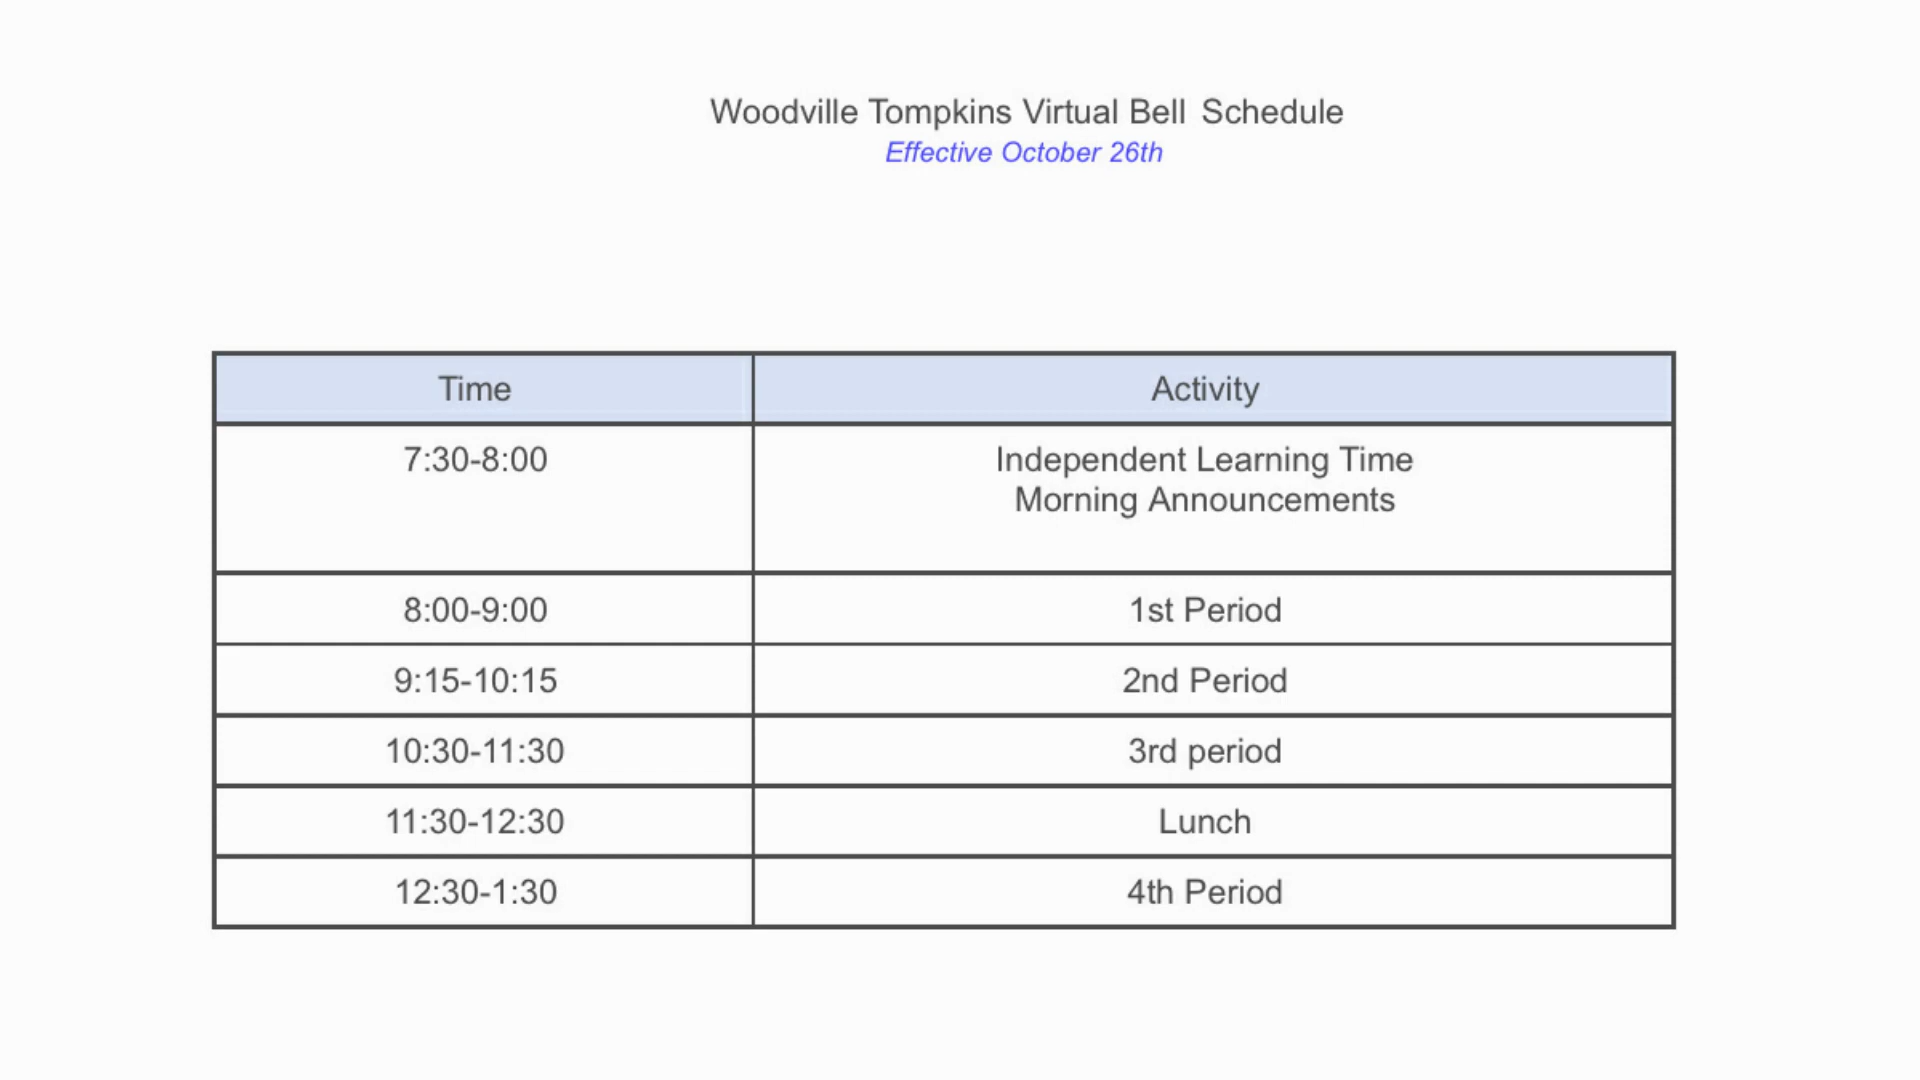 Woodville Tompkins Virtual Bell Schedule
Effective October 26th
Time Activity
7:30-8:00 Independent Learning Time
Morning Announcements
8:00-9:00 1st Period
9:15-10:15 2nd Period
10:30-11:30 3rd period
11:30-12:30 Lunch
12:30-1:30 4th Period